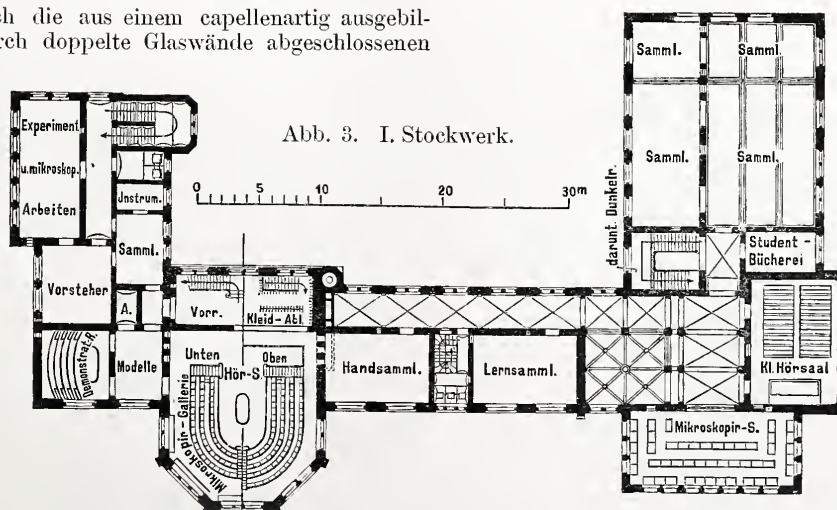 ch die aus einem capellenartig ausgebil-
rch doppelte Glaswände abgeschlossenen
Abb. 3. I. Stockwerk.
0 5 10 20 30m
Experiment.
u. mikroskop.
Arbeiten
Jnstrum.
Samml.
Vorsteher
A.
Demonstrat.-R.
Modelle
Vorr.
Kleid-Abl.
Unten
Oben
Hör-S.
Mikroskopir-Gallerie
Handsamml.
Lernsamml.
darunt. Dunkelr.
Samml.
Samml.
Samml.
Samml.
Student-
Bücherei
Kl. Hörsaal
Mikroskopir-S.